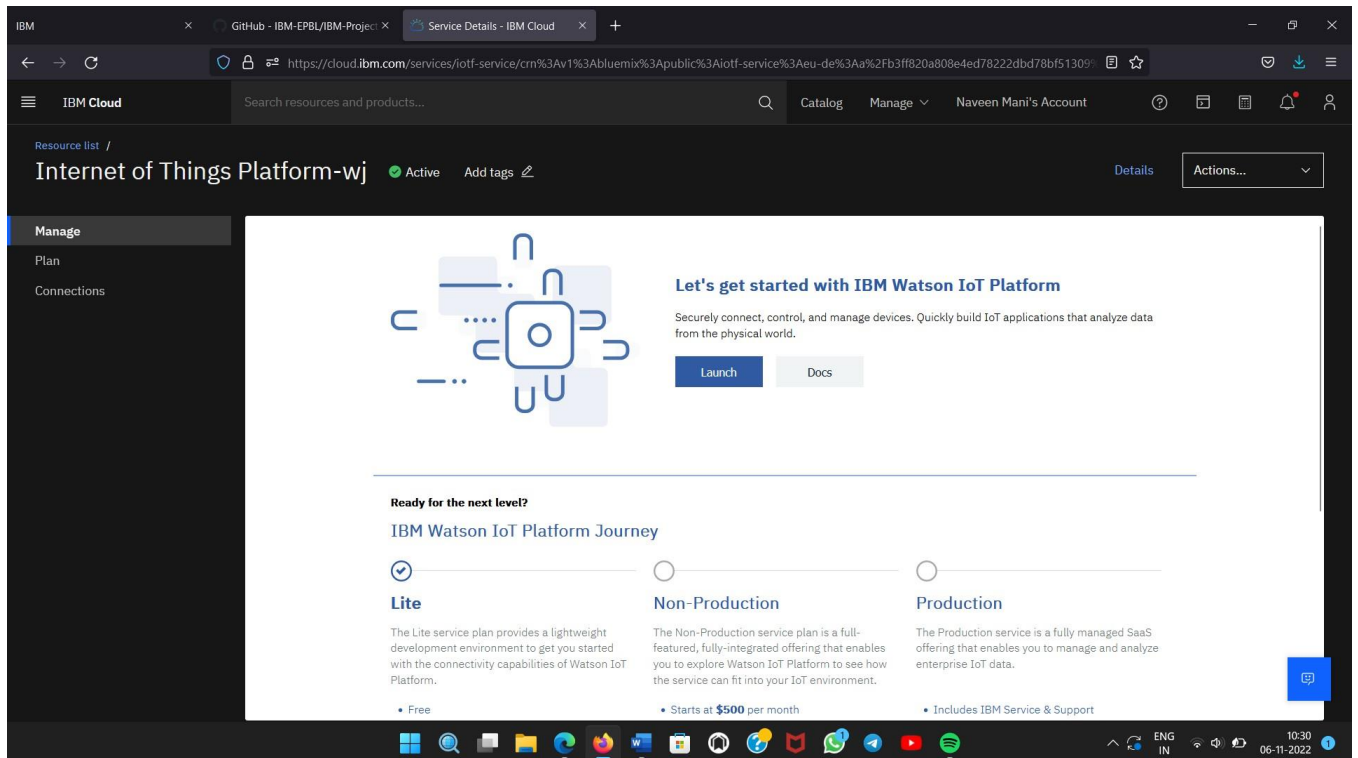 IBM
GitHub - IBM-EPBL/IBM-Project
Service Details - IBM Cloud
https://cloud.ibm.com/services/iotf-service/crn%3Av1%3Abluemix%3Apublic%3Aiotf-service%3Aeu-de%3Aa%2Fb3ff820a808e4ed78222dbd78bf51309%
IBM Cloud
Search resources and products...
Catalog
Manage
Naveen Mani's Account
Resource list /
Internet of Things Platform-wj
Active
Add tags
Details
Actions...
Manage
Plan
Connections
Let's get started with IBM Watson IoT Platform
Securely connect, control, and manage devices. Quickly build IoT applications that analyze data
from the physical world.
Launch
Docs
Ready for the next level?
IBM Watson IoT Platform Journey
Lite
The Lite service plan provides a lightweight
development environment to get you started
with the connectivity capabilities of Watson IoT
Platform.
• Free
Non-Production
The Non-Production service plan is a full-
featured, fully-integrated offering that enables
you to explore Watson IoT Platform to see how
the service can fit into your IoT environment.
• Starts at $500 per month
Production
The Production service is a fully managed SaaS
offering that enables you to manage and analyze
enterprise IoT data.
• Includes IBM Service & Support
ENG
IN
10:30
06-11-2022
1